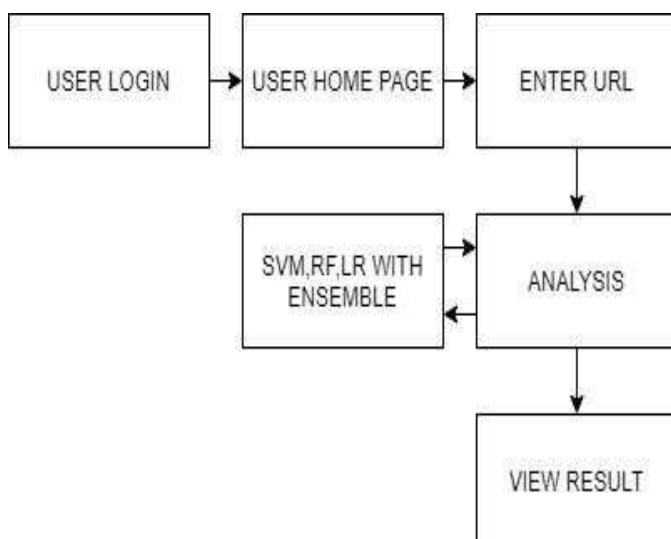 USER LOGIN
USER HOME PAGE
ENTER URL
SVM,RF,LR WITH
ENSEMBLE
ANALYSIS
VIEW RESULT